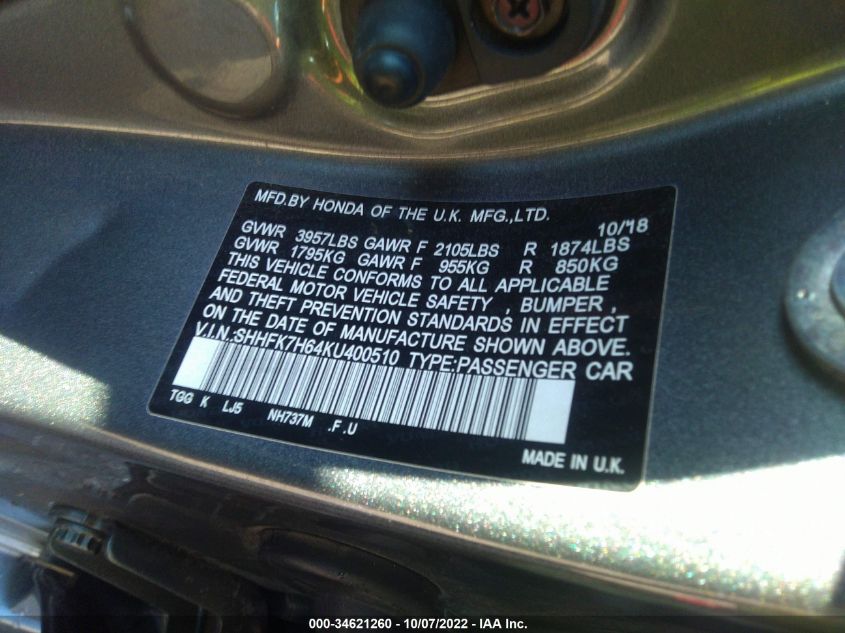 MFD.BY HONDA OF THE U.K. MFG.,LTD. 10/18
GVWR 3957LBS GAWR F 2105LBS R 1874LBS
GVWR 1795KG GAWR F 955KG R 850KG
THIS VEHICLE CONFORMS TO ALL APPLICABLE
FEDERAL MOTOR VEHICLE SAFETY , BUMPER ,
AND THEFT PREVENTION STANDARDS IN EFFECT
ON THE DATE OF MANUFACTURE SHOWN ABOVE.
V.I.N.:SHHFK7H64KU400510 TYPE:PASSENGER CAR
TGG K LJ5 NH737M .F.U
MADE IN U.K.
000-34621260 - 10/07/2022 - IAA Inc.